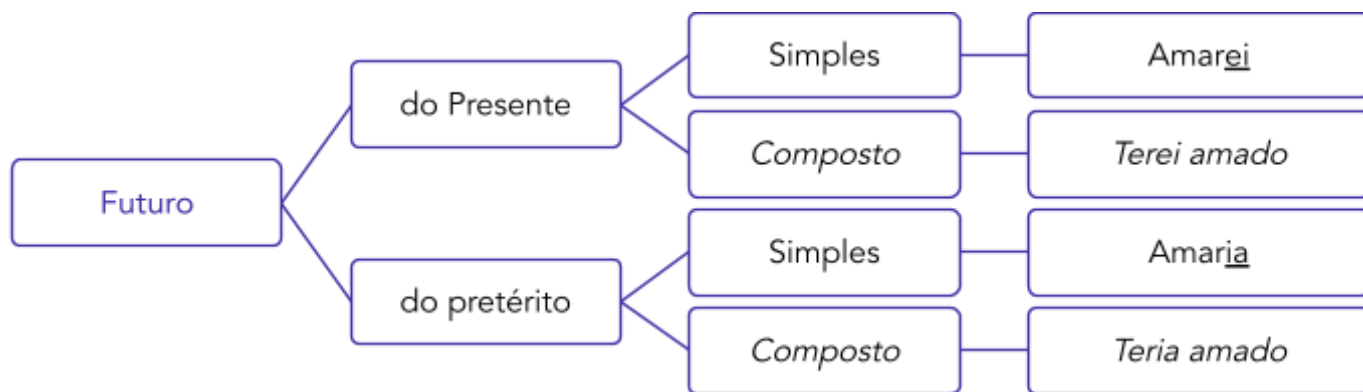 Futuro
do Presente
Simples
Amarei
Composto
Terei amado
do pretérito
Simples
Amaria
Composto
Teria amado